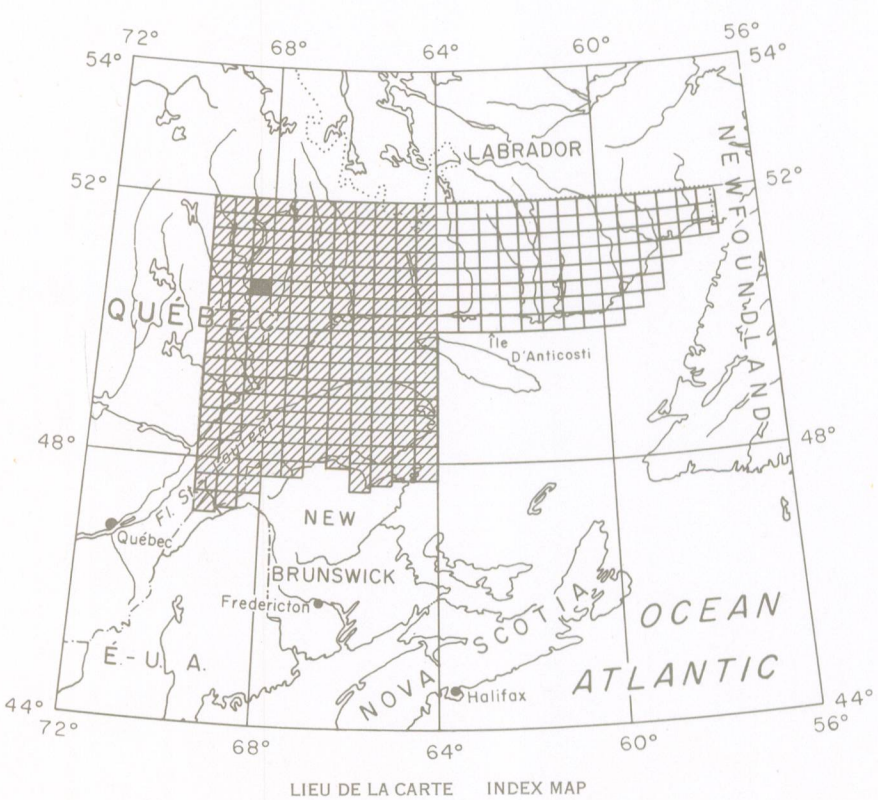 72°
68°
64°
60°
56°
54°
54°
LABRADOR
52°
52°
NEWFOUNDLAND
QUÉBEC
Île
D'Anticosti
48°
48°
Fl. St. Laurent
Québec
NEW
BRUNSWICK
Fredericton
É.-U. A.
NOVA SCOTIA
Halifax
OCEAN
ATLANTIC
44°
72°
68°
64°
60°
44°
56°
LIEU DE LA CARTE INDEX MAP